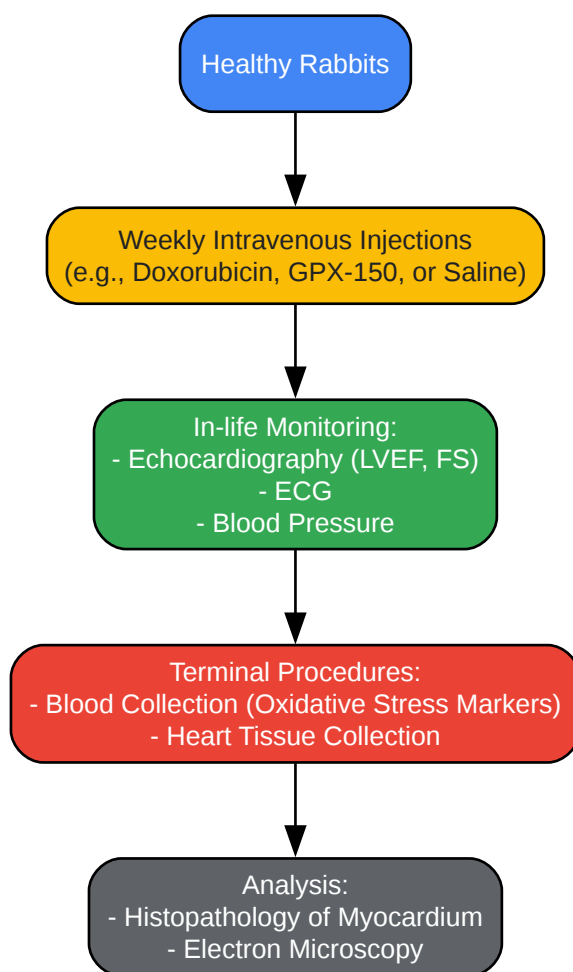 Healthy Rabbits
Weekly Intravenous Injections
(e.g., Doxorubicin, GPX-150, or Saline)
In-life Monitoring:
- Echocardiography (LVEF, FS)
- ECG
- Blood Pressure
Terminal Procedures:
- Blood Collection (Oxidative Stress Markers)
- Heart Tissue Collection
Analysis:
- Histopathology of Myocardium
- Electron Microscopy